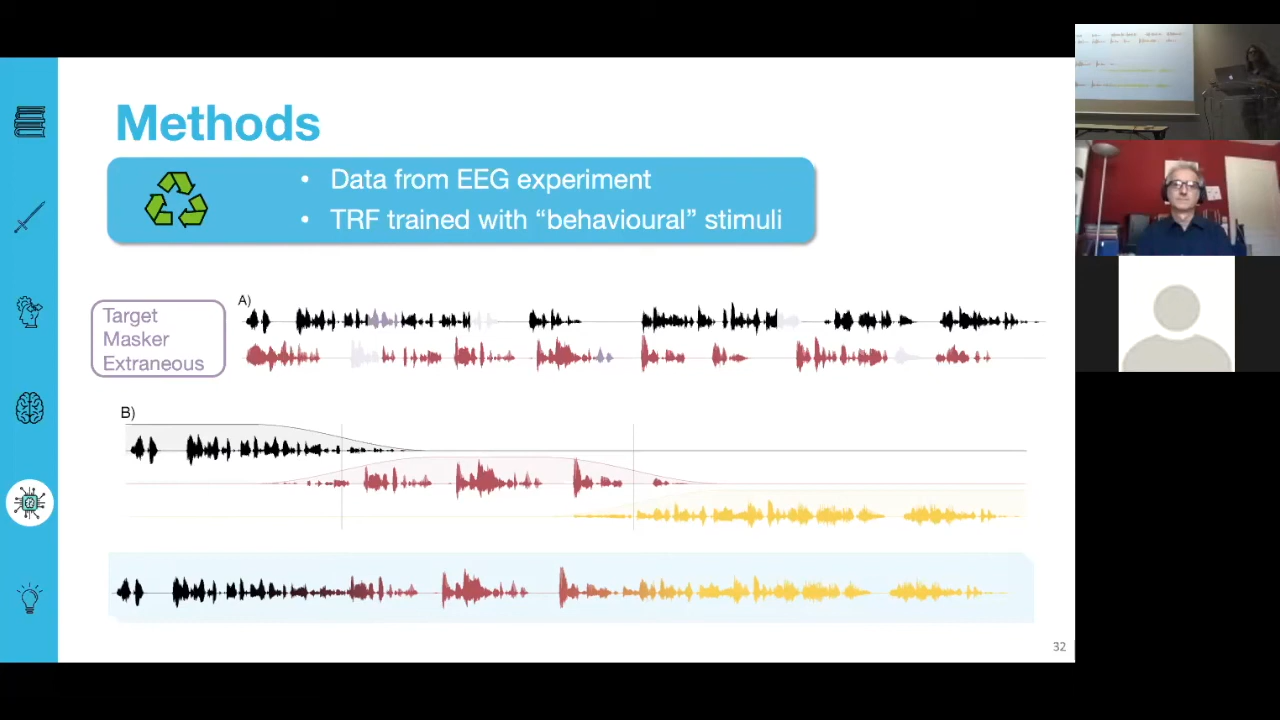 Methods
• Data from EEG experiment
• TRF trained with “behavioural” stimuli
A)
Target
Masker
Extraneous
B)
32